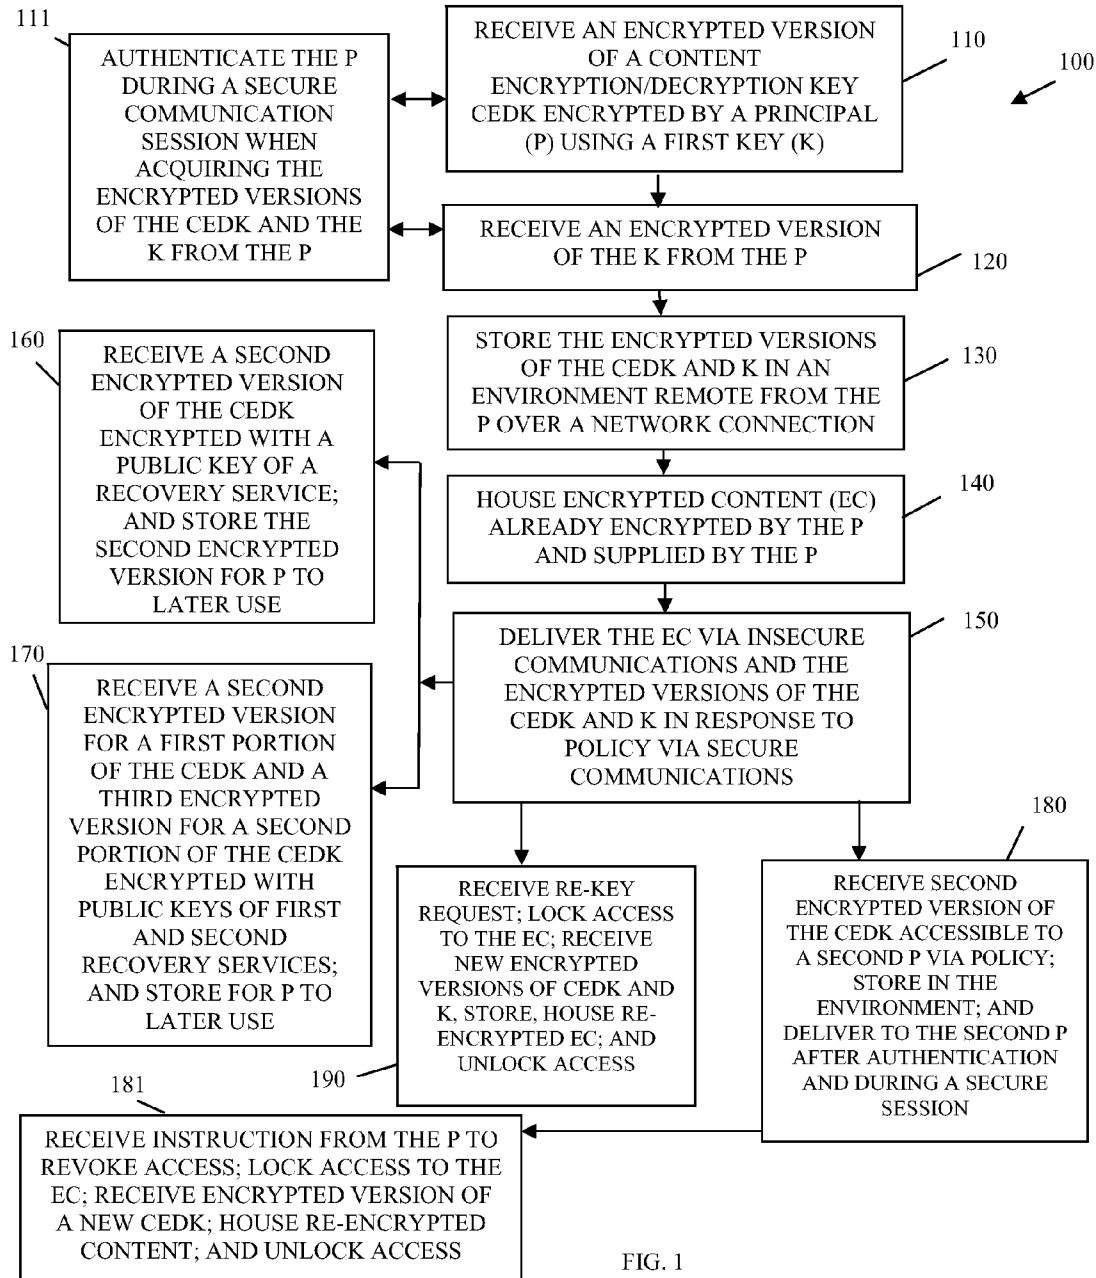 111
AUTHENTICATE THE P
DURING A SECURE
COMMUNICATION
SESSION WHEN
ACQUIRING THE
ENCRYPTED VERSIONS
OF THE CEDK AND THE
K FROM THE P
RECEIVE AN ENCRYPTED VERSION
OF A CONTENT
ENCRYPTION/DECRYPTION KEY
CEDK ENCRYPTED BY A PRINCIPAL
(P) USING A FIRST KEY (K)
110
100
RECEIVE AN ENCRYPTED VERSION
OF THE K FROM THE P
120
STORE THE ENCRYPTED VERSIONS
OF THE CEDK AND K IN AN
ENVIRONMENT REMOTE FROM THE
P OVER A NETWORK CONNECTION
130
HOUSE ENCRYPTED CONTENT (EC)
ALREADY ENCRYPTED BY THE P
AND SUPPLIED BY THE P
140
160
RECEIVE A SECOND
ENCRYPTED VERSION
OF THE CEDK
ENCRYPTED WITH A
PUBLIC KEY OF A
RECOVERY SERVICE;
AND STORE THE
SECOND ENCRYPTED
VERSION FOR P TO
LATER USE
DELIVER THE EC VIA INSECURE
COMMUNICATIONS AND THE
ENCRYPTED VERSIONS OF THE
CEDK AND K IN RESPONSE TO
POLICY VIA SECURE
COMMUNICATIONS
150
170
RECEIVE A SECOND
ENCRYPTED VERSION
FOR A FIRST PORTION
OF THE CEDK AND A
THIRD ENCRYPTED
VERSION FOR A SECOND
PORTION OF THE CEDK
ENCRYPTED WITH
PUBLIC KEYS OF FIRST
AND SECOND
RECOVERY SERVICES;
AND STORE FOR P TO
LATER USE
RECEIVE RE-KEY
REQUEST; LOCK ACCESS
TO THE EC; RECEIVE
NEW ENCRYPTED
VERSIONS OF CEDK AND
K, STORE, HOUSE RE-
ENCRYPTED EC; AND
UNLOCK ACCESS
190
180
RECEIVE SECOND
ENCRYPTED VERSION OF
THE CEDK ACCESSIBLE TO
A SECOND P VIA POLICY;
STORE IN THE
ENVIRONMENT; AND
DELIVER TO THE SECOND P
AFTER AUTHENTICATION
AND DURING A SECURE
SESSION
181
RECEIVE INSTRUCTION FROM THE P TO
REVOKE ACCESS; LOCK ACCESS TO THE
EC; RECEIVE ENCRYPTED VERSION OF
A NEW CEDK; HOUSE RE-ENCRYPTED
CONTENT; AND UNLOCK ACCESS
FIG. 1